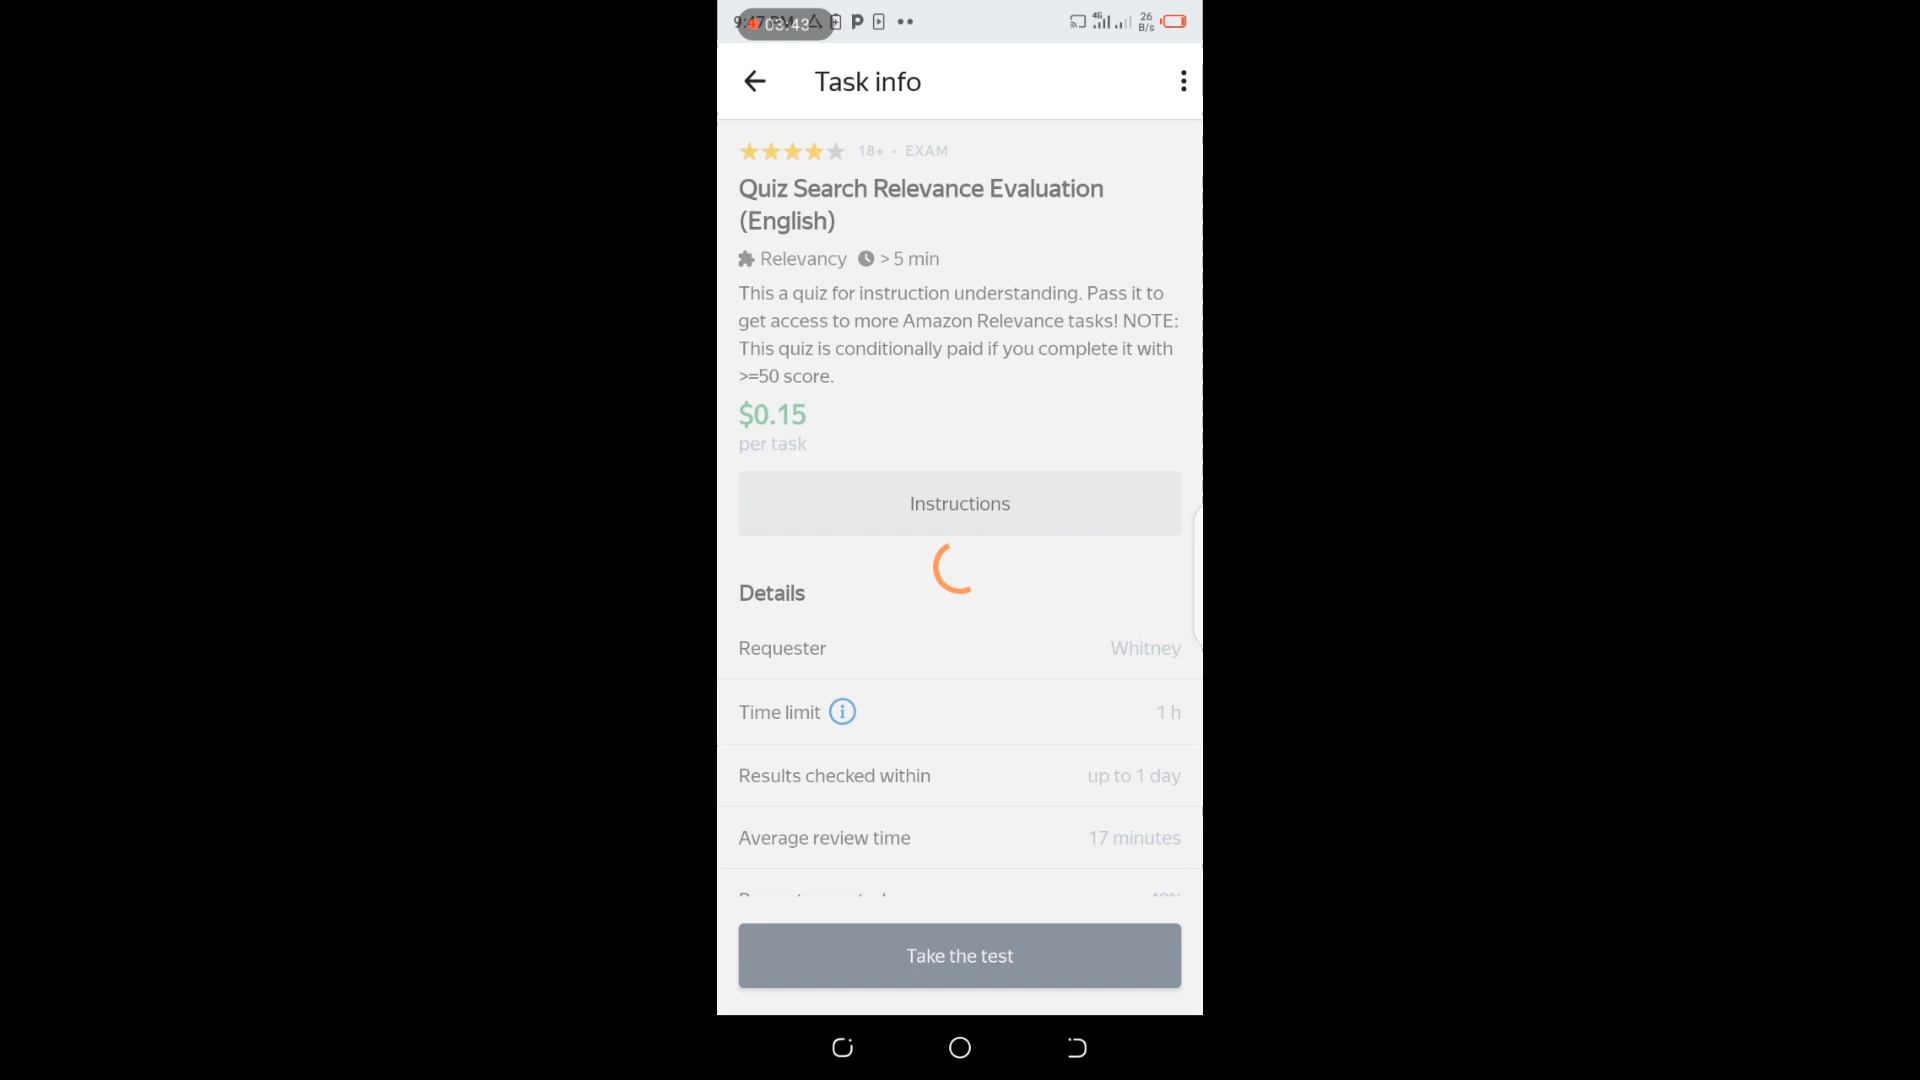 03:43
4G
26
B/s
Task info
18+ • EXAM
Quiz Search Relevance Evaluation
(English)
Relevancy > 5 min
This a quiz for instruction understanding. Pass it to
get access to more Amazon Relevance tasks! NOTE:
This quiz is conditionally paid if you complete it with
>=50 score.
$0.15
per task
Instructions
Details
Requester Whitney
Time limit 1 h
Results checked within up to 1 day
Average review time 17 minutes
Take the test